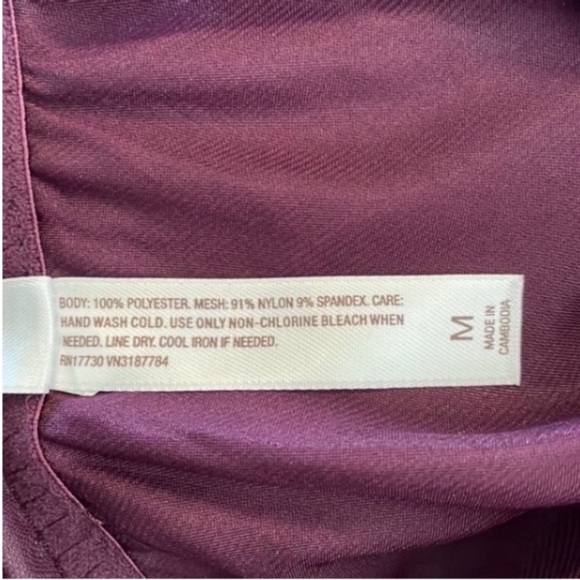 BODY: 100% POLYESTER. MESH: 91% NYLON 9% SPANDEX. CARE:
HAND WASH COLD. USE ONLY NON-CHLORINE BLEACH WHEN
NEEDED. LINE DRY. COOL IRON IF NEEDED.
RN17730 VN3187784
M
MADE IN
CAMBODIA